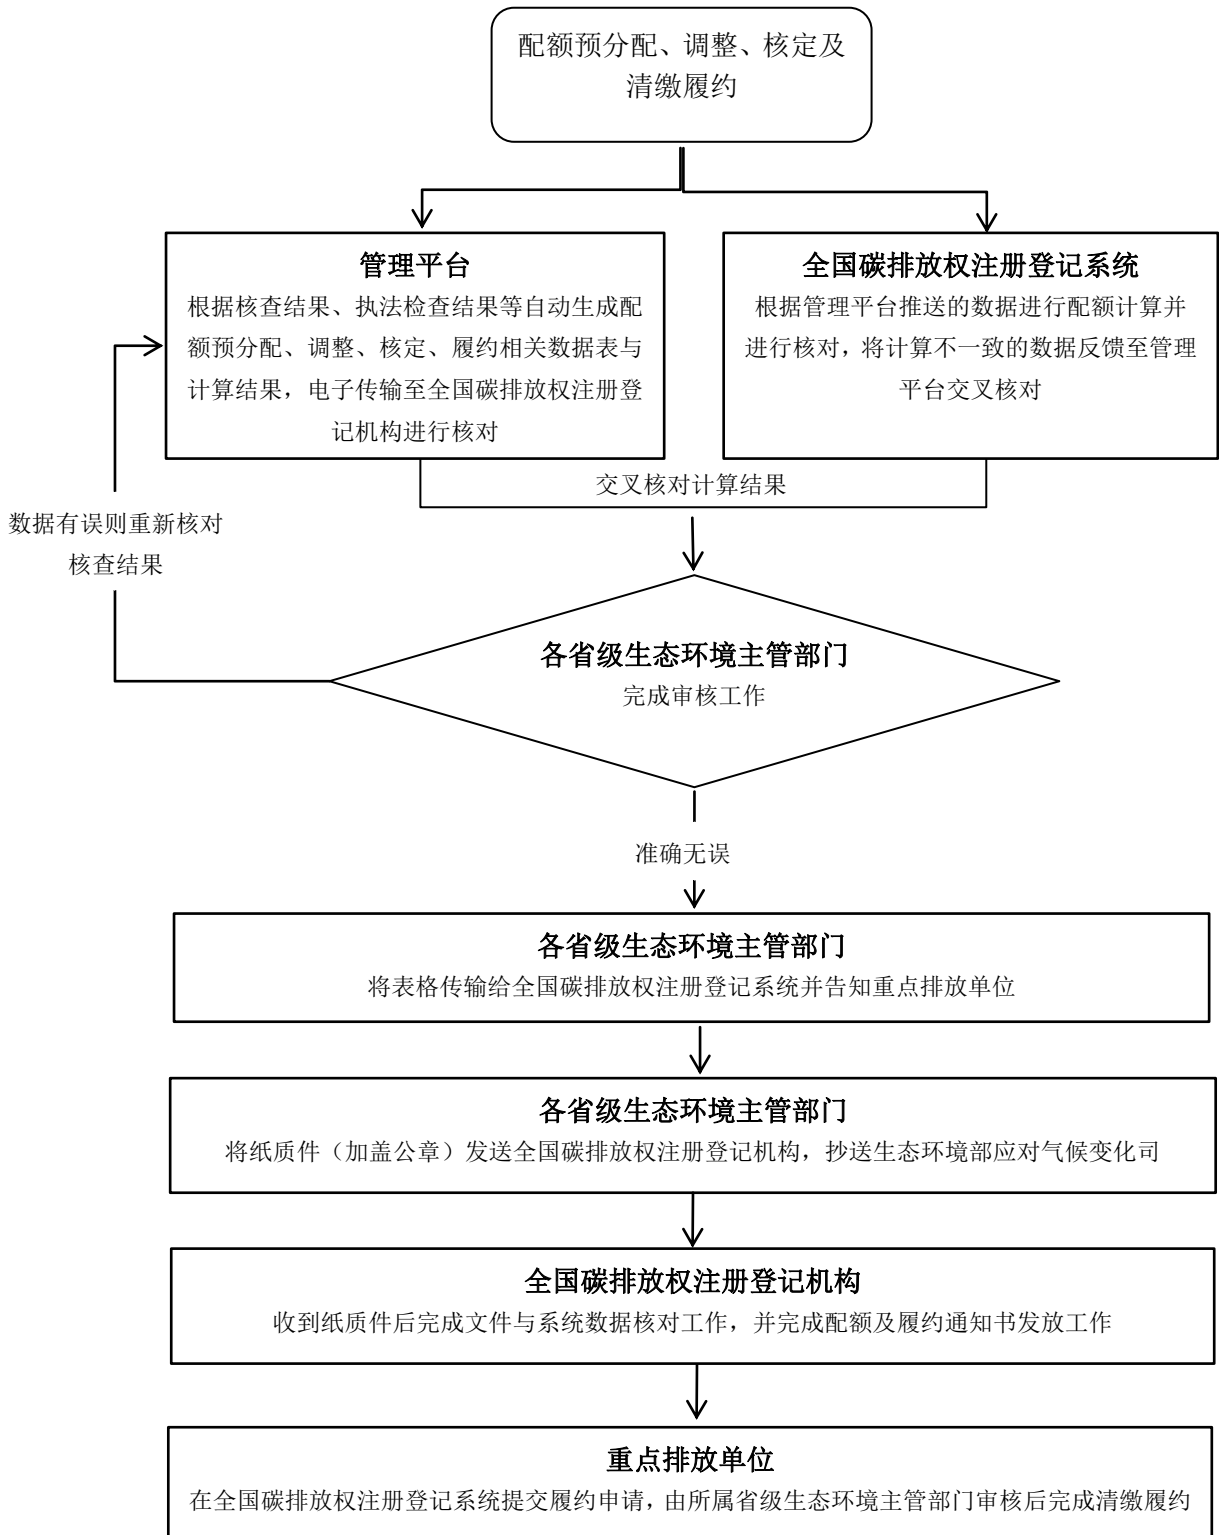 配额预分配、调整、核定及
清缴履约
管理平台
根据核查结果、执法检查结果等自动生成配
额预分配、调整、核定、履约相关数据表与
计算结果，电子传输至全国碳排放权注册登
记机构进行核对
全国碳排放权注册登记系统
根据管理平台推送的数据进行配额计算并
进行核对，将计算不一致的数据反馈至管理
平台交叉核对
交叉核对计算结果
数据有误则重新核对
核查结果
各省级生态环境主管部门
完成审核工作
准确无误
各省级生态环境主管部门
将表格传输给全国碳排放权注册登记系统并告知重点排放单位
各省级生态环境主管部门
将纸质件（加盖公章）发送全国碳排放权注册登记机构，抄送生态环境部应对气候变化司
全国碳排放权注册登记机构
收到纸质件后完成文件与系统数据核对工作，并完成配额及履约通知书发放工作
重点排放单位
在全国碳排放权注册登记系统提交履约申请，由所属省级生态环境主管部门审核后完成清缴履约